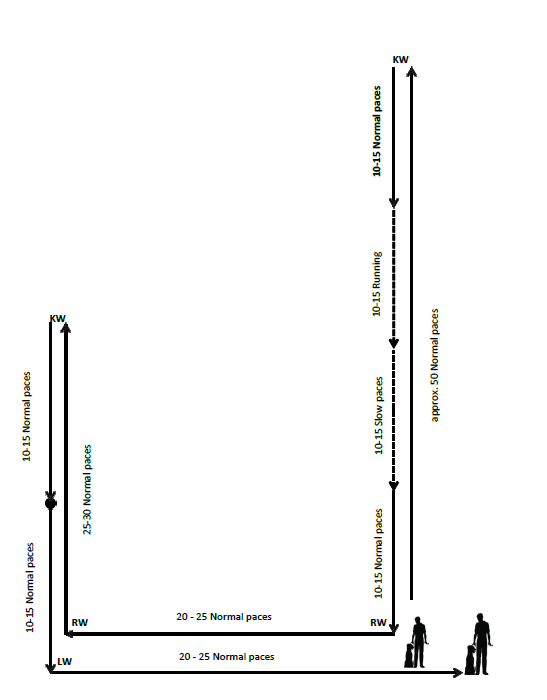 KW
10-15 Normal paces
10-15 Running
approx. 50 Normal paces
KW
10-15 Normal paces
10-15 Slow paces
25-30 Normal paces
10-15 Normal paces
10-15 Normal paces
20 - 25 Normal paces
RW
RW
20 - 25 Normal paces
LW